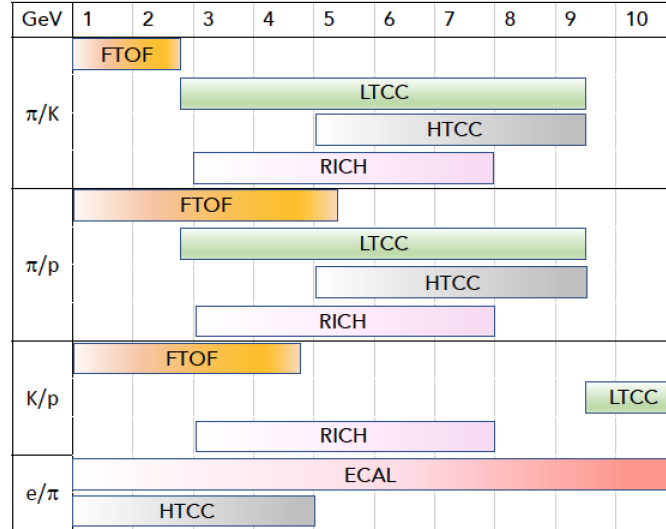 GeV 1 2 3 4 5 6 7 8 9 10
FTOF
LTCC
π/K
HTCC
RICH
FTOF
LTCC
π/p
HTCC
RICH
FTOF
K/p
LTCC
RICH
ECAL
e/π
HTCC